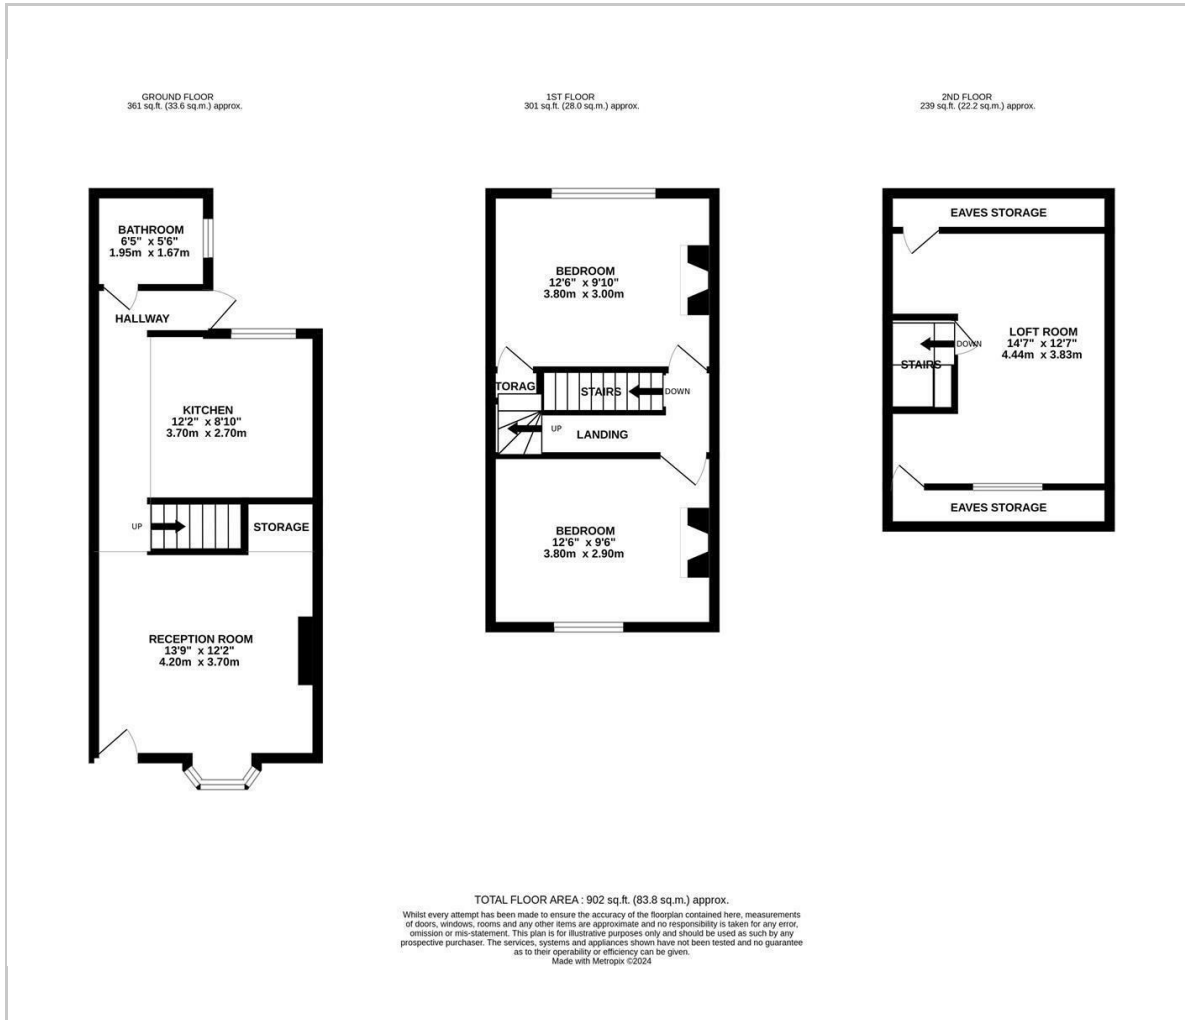 GROUND FLOOR
361 sq.ft. (33.6 sq.m.) approx.
BATHROOM
6'5" x 5'6"
1.95m x 1.67m
HALLWAY
KITCHEN
12'2" x 8'10"
3.70m x 2.70m
UP
STORAGE
RECEPTION ROOM
13'9" x 12'2"
4.20m x 3.70m
1ST FLOOR
301 sq.ft. (28.0 sq.m.) approx.
BEDROOM
12'6" x 9'10"
3.80m x 3.00m
TORAG
STAIRS
DOWN
UP
LANDING
BEDROOM
12'6" x 9'6"
3.80m x 2.90m
2ND FLOOR
239 sq.ft. (22.2 sq.m.) approx.
EAVES STORAGE
LOFT ROOM
14'7" x 12'7"
4.44m x 3.83m
DOWN
STAIRS
EAVES STORAGE
TOTAL FLOOR AREA : 902 sq.ft. (83.8 sq.m.) approx.
Whilst every attempt has been made to ensure the accuracy of the floorplan contained here, measurements
of doors, windows, rooms and any other items are approximate and no responsibility is taken for any error,
omission or mis-statement. This plan is for illustrative purposes only and should be used as such by any
prospective purchaser. The services, systems and appliances shown have not been tested and no guarantee
as to their operability or efficiency can be given.
Made with Metropix ©2024